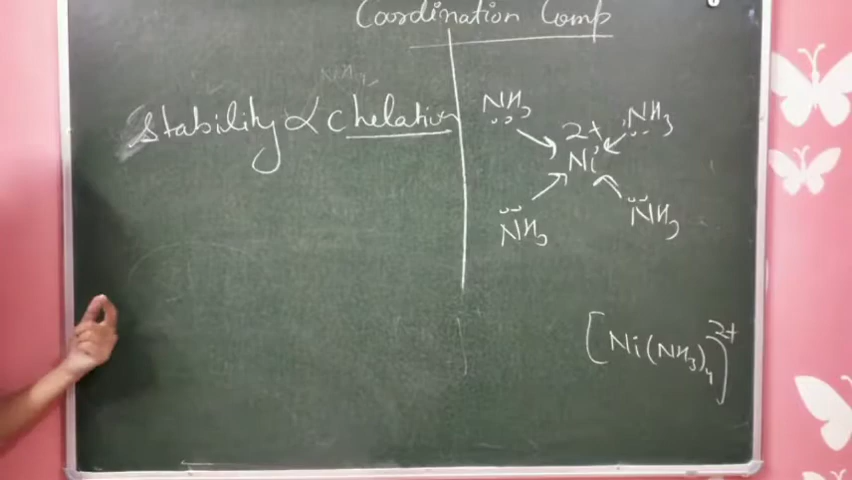 Coordination Comp
Stability ∝ chelation
NH3
NH3
2+
Ni
NH3
NH3
[Ni(NH3)4]2+